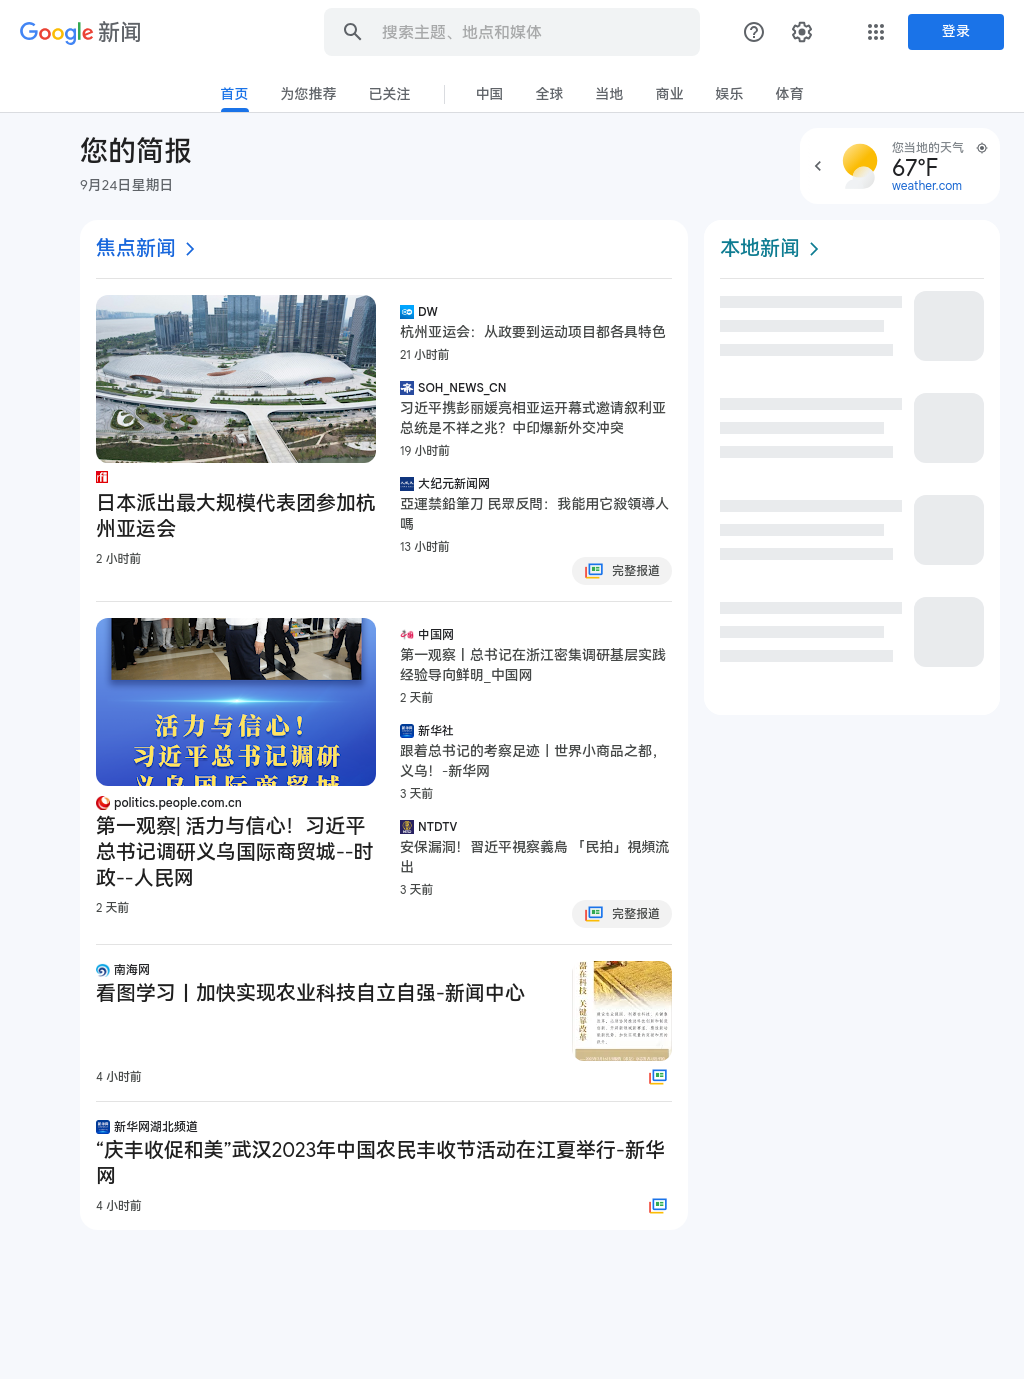 Google 新闻
搜索主题、地点和媒体
登录
首页
为您推荐
已关注
中国
全球
当地
商业
娱乐
体育
您的简报
9月24日星期日
您当地的天气
67°F
weather.com
焦点新闻
日本派出最大规模代表团参加杭
州亚运会
2 小时前
DW
杭州亚运会：从政要到运动项目都各具特色
21 小时前
SOH_NEWS_CN
习近平携彭丽媛亮相亚运开幕式邀请叙利亚
总统是不祥之兆？中印爆新外交冲突
19 小时前
大纪元新闻网
亞運禁鉛筆刀 民眾反問：我能用它殺領導人
嗎
13 小时前
完整报道
活力与信心！
习近平总书记调研
义乌国际商贸城
politics.people.com.cn
第一观察| 活力与信心！习近平
总书记调研义乌国际商贸城--时
政--人民网
2 天前
中国网
第一观察丨总书记在浙江密集调研基层实践
经验导向鲜明_中国网
2 天前
新华社
跟着总书记的考察足迹丨世界小商品之都，
义乌！-新华网
3 天前
NTDTV
安保漏洞！習近平視察義烏 「民拍」視頻流
出
3 天前
完整报道
南海网
看图学习丨加快实现农业科技自立自强-新闻中心
4 小时前
器在科技 关键靠改革
新华网湖北频道
“庆丰收促和美”武汉2023年中国农民丰收节活动在江夏举行-新华
网
4 小时前
本地新闻